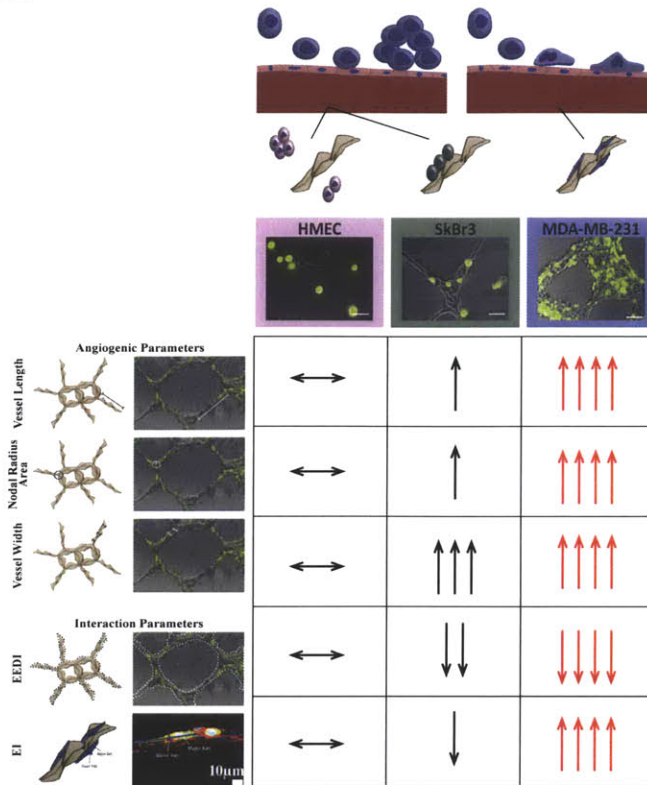 HMEC
SkBr3
MDA-MB-231
Angiogenic Parameters
Vessel Length
Nodal Radius
Area
Vessel Width
Interaction Parameters
EEDI
EI
10µm